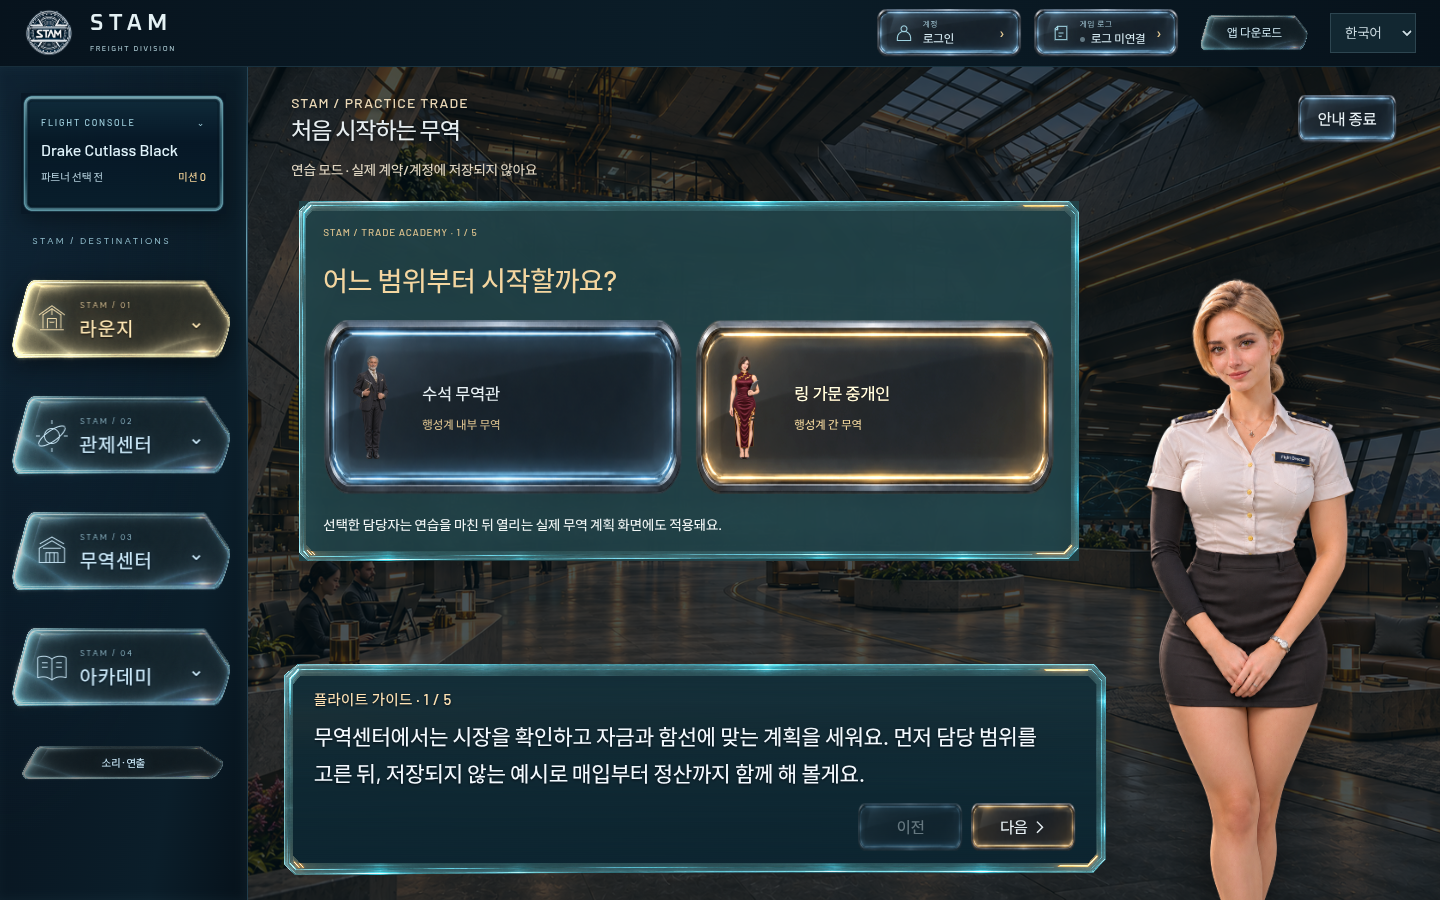 STAM
STAM
FREIGHT DIVISION
계정
로그인
게임 로그
로그 미연결
앱 다운로드
한국어
FLIGHT CONSOLE
Drake Cutlass Black
파트너 선택 전
미션 0
STAM / DESTINATIONS
STAM / 01
라운지
STAM / 02
관제센터
STAM / 03
무역센터
STAM / 04
아카데미
소리·연출
STAM / PRACTICE TRADE
처음 시작하는 무역
연습 모드 · 실제 계약/계정에 저장되지 않아요
안내 종료
STAM / TRADE ACADEMY · 1 / 5
어느 범위부터 시작할까요?
수석 무역관
행성계 내부 무역
링 가문 중개인
행성계 간 무역
선택한 담당자는 연습을 마친 뒤 열리는 실제 무역 계획 화면에도 적용돼요.
Flight Director
플라이트 가이드 · 1 / 5
무역센터에서는 시장을 확인하고 자금과 함선에 맞는 계획을 세워요. 먼저 담당 범위를
고른 뒤, 저장되지 않는 예시로 매입부터 정산까지 함께 해 볼게요.
이전
다음